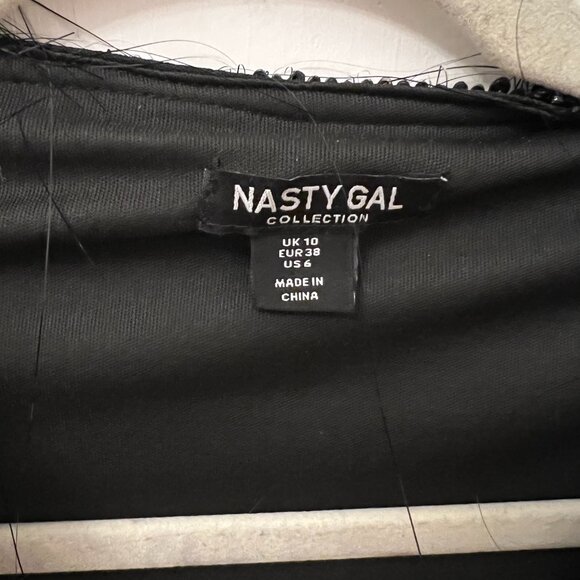 NASTY GAL
COLLECTION
UK 10
EUR 38
US 6
MADE IN
CHINA